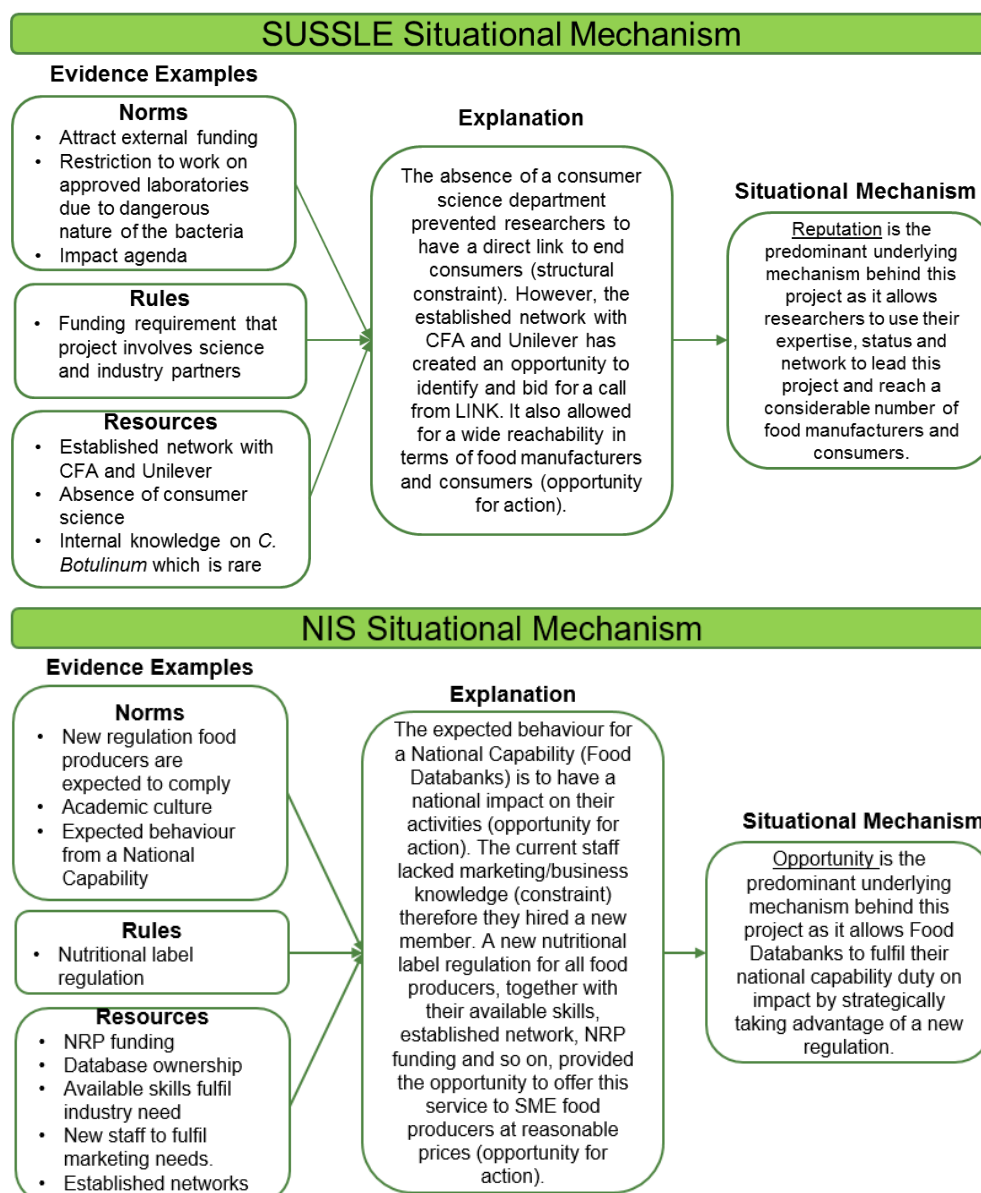 SUSSLE Situational Mechanism
Evidence Examples
Norms
• Attract external funding
• Restriction to work on
approved laboratories
due to dangerous
nature of the bacteria
• Impact agenda
Rules
• Funding requirement that
project involves science
and industry partners
Resources
• Established network with
CFA and Unilever
• Absence of consumer
science
• Internal knowledge on C.
Botulinum which is rare
Explanation
The absence of a consumer
science department
prevented researchers to
have a direct link to end
consumers (structural
constraint). However, the
established network with
CFA and Unilever has
created an opportunity to
identify and bid for a call
from LINK. It also allowed
for a wide reachability in
terms of food manufacturers
and consumers (opportunity
for action).
Situational Mechanism
Reputation is the
predominant underlying
mechanism behind this
project as it allows
researchers to use their
expertise, status and
network to lead this
project and reach a
considerable number of
food manufacturers and
consumers.
NIS Situational Mechanism
Evidence Examples
Norms
• New regulation food
producers are
expected to comply
• Academic culture
• Expected behaviour
from a National
Capability
Rules
• Nutritional label
regulation
Resources
• NRP funding
• Database ownership
• Available skills fulfil
industry need
• New staff to fulfil
marketing needs.
• Established networks
Explanation
The expected behaviour for
a National Capability (Food
Databanks) is to have a
national impact on their
activities (opportunity for
action). The current staff
lacked marketing/business
knowledge (constraint)
therefore they hired a new
member. A new nutritional
label regulation for all food
producers, together with
their available skills,
established network, NRP
funding and so on, provided
the opportunity to offer this
service to SME food
producers at reasonable
prices (opportunity for
action).
Situational Mechanism
Opportunity is the
predominant underlying
mechanism behind this
project as it allows Food
Databanks to fulfil their
national capability duty on
impact by strategically
taking advantage of a new
regulation.